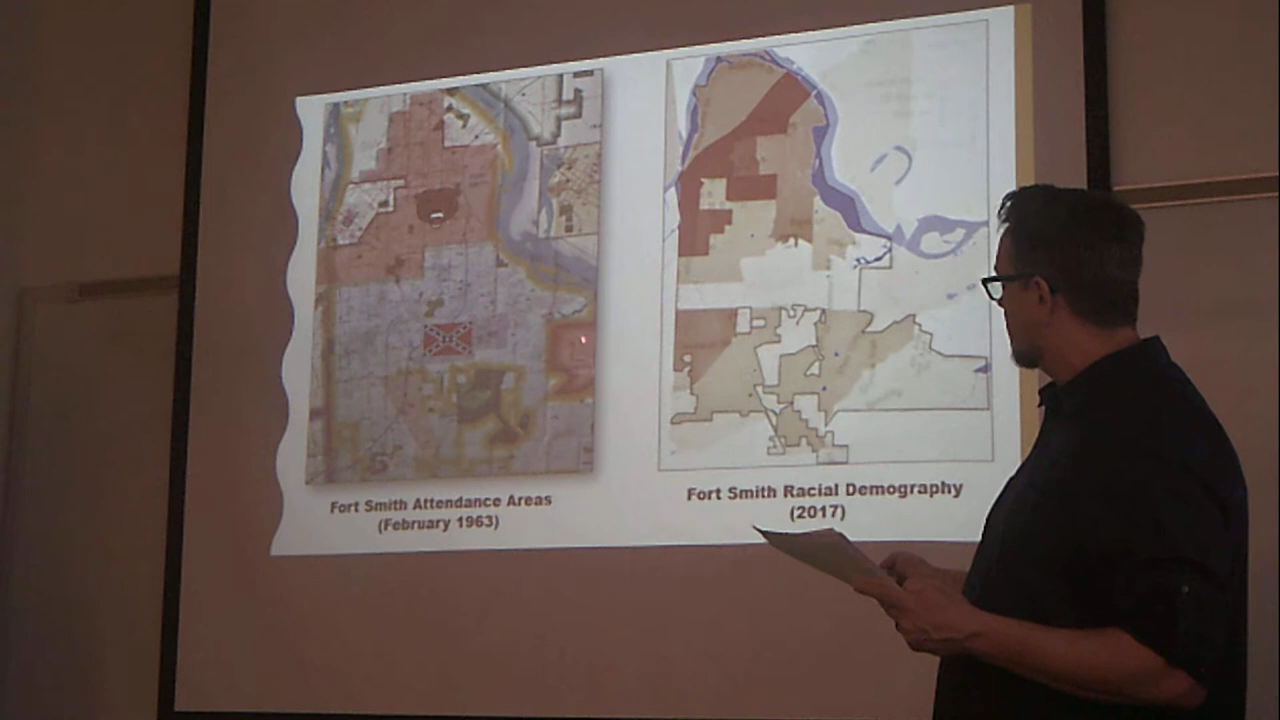 Fort Smith Attendance Areas
(February 1963)
Fort Smith Racial Demography
(2017)